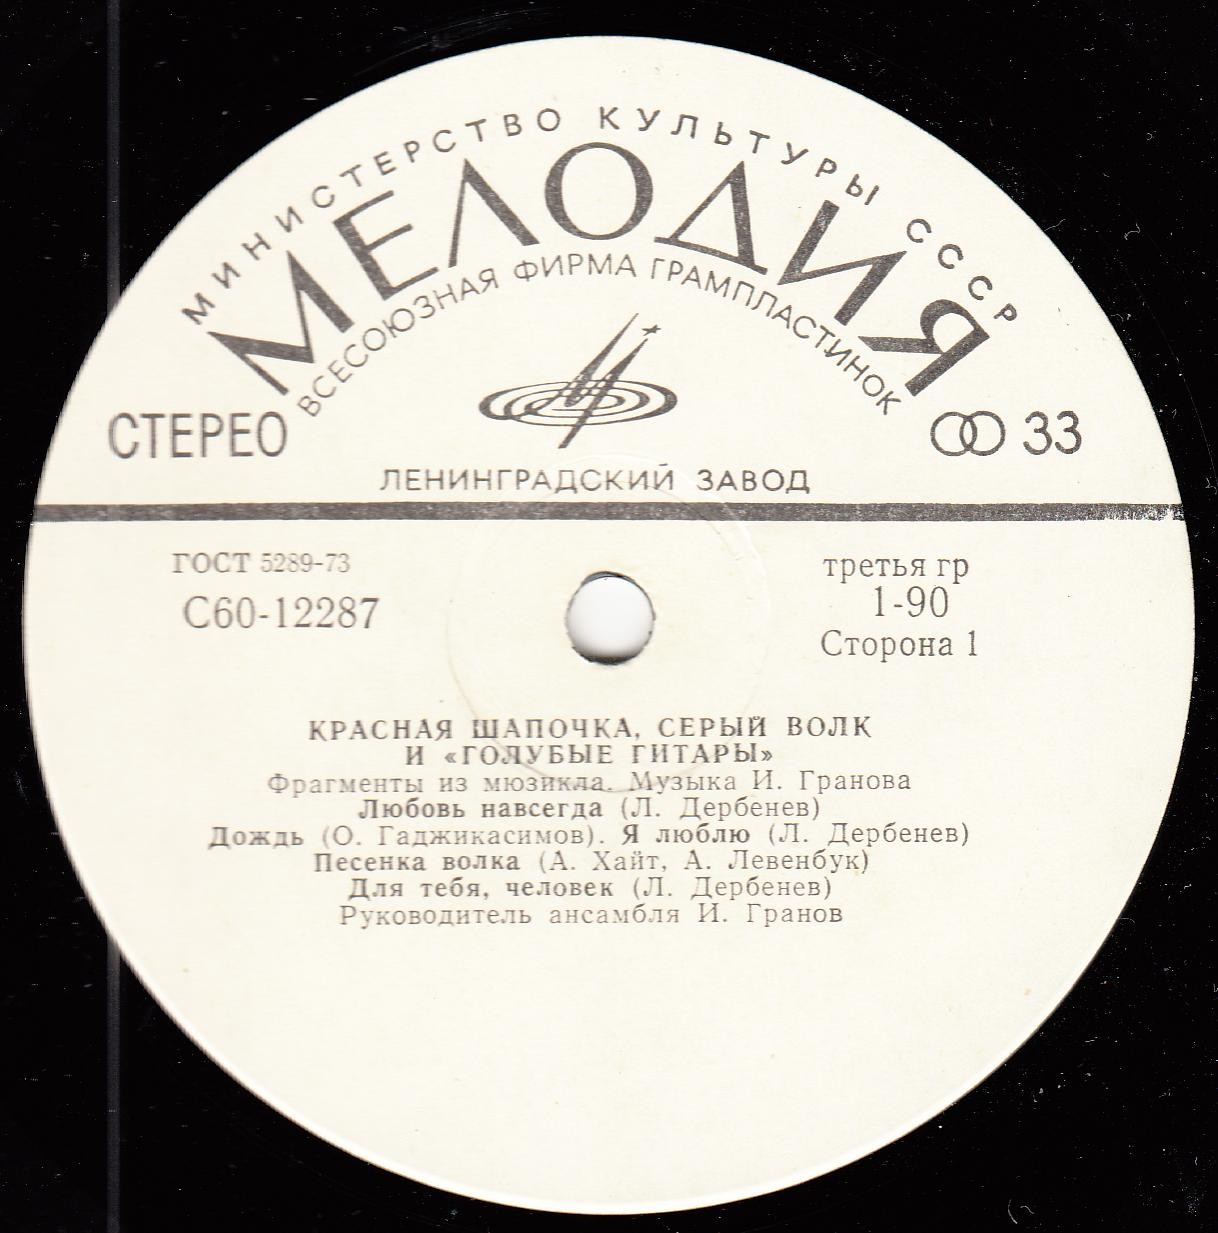 МИНИСТЕРСТВО КУЛЬТУРЫ СССР
МЕЛОДИЯ
ВСЕСОЮЗНАЯ ФИРМА ГРАМПЛАСТИНОК
СТЕРЕО
33
ЛЕНИНГРАДСКИЙ ЗАВОД
ГОСТ 5289-73
С60-12287
третья гр
1-90
Сторона 1
КРАСНАЯ ШАПОЧКА, СЕРЫЙ ВОЛК
И «ГОЛУБЫЕ ГИТАРЫ»
Фрагменты из мюзикла. Музыка И. Гранова
Любовь навсегда (Л. Дербенев)
Дождь (О. Гаджикасимов). Я люблю (Л. Дербенев)
Песенка волка (А. Хайт, А. Левенбук)
Для тебя, человек (Л. Дербенев)
Руководитель ансамбля И. Гранов